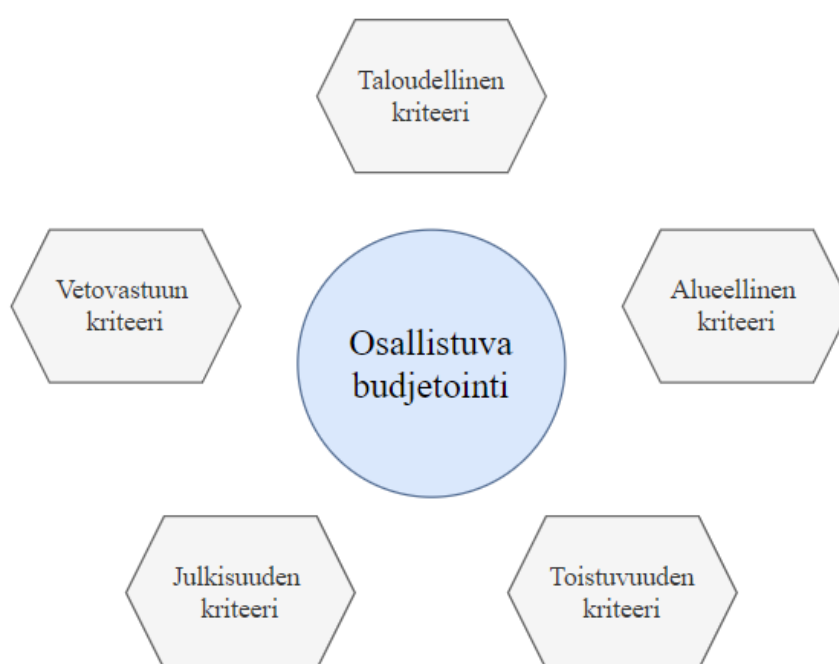 Taloudellinen
kriteeri
Vetovastuun
kriteeri
Alueellinen
kriteeri
Osallistuva
budjetointi
Julkisuuden
kriteeri
Toistuvuuden
kriteeri